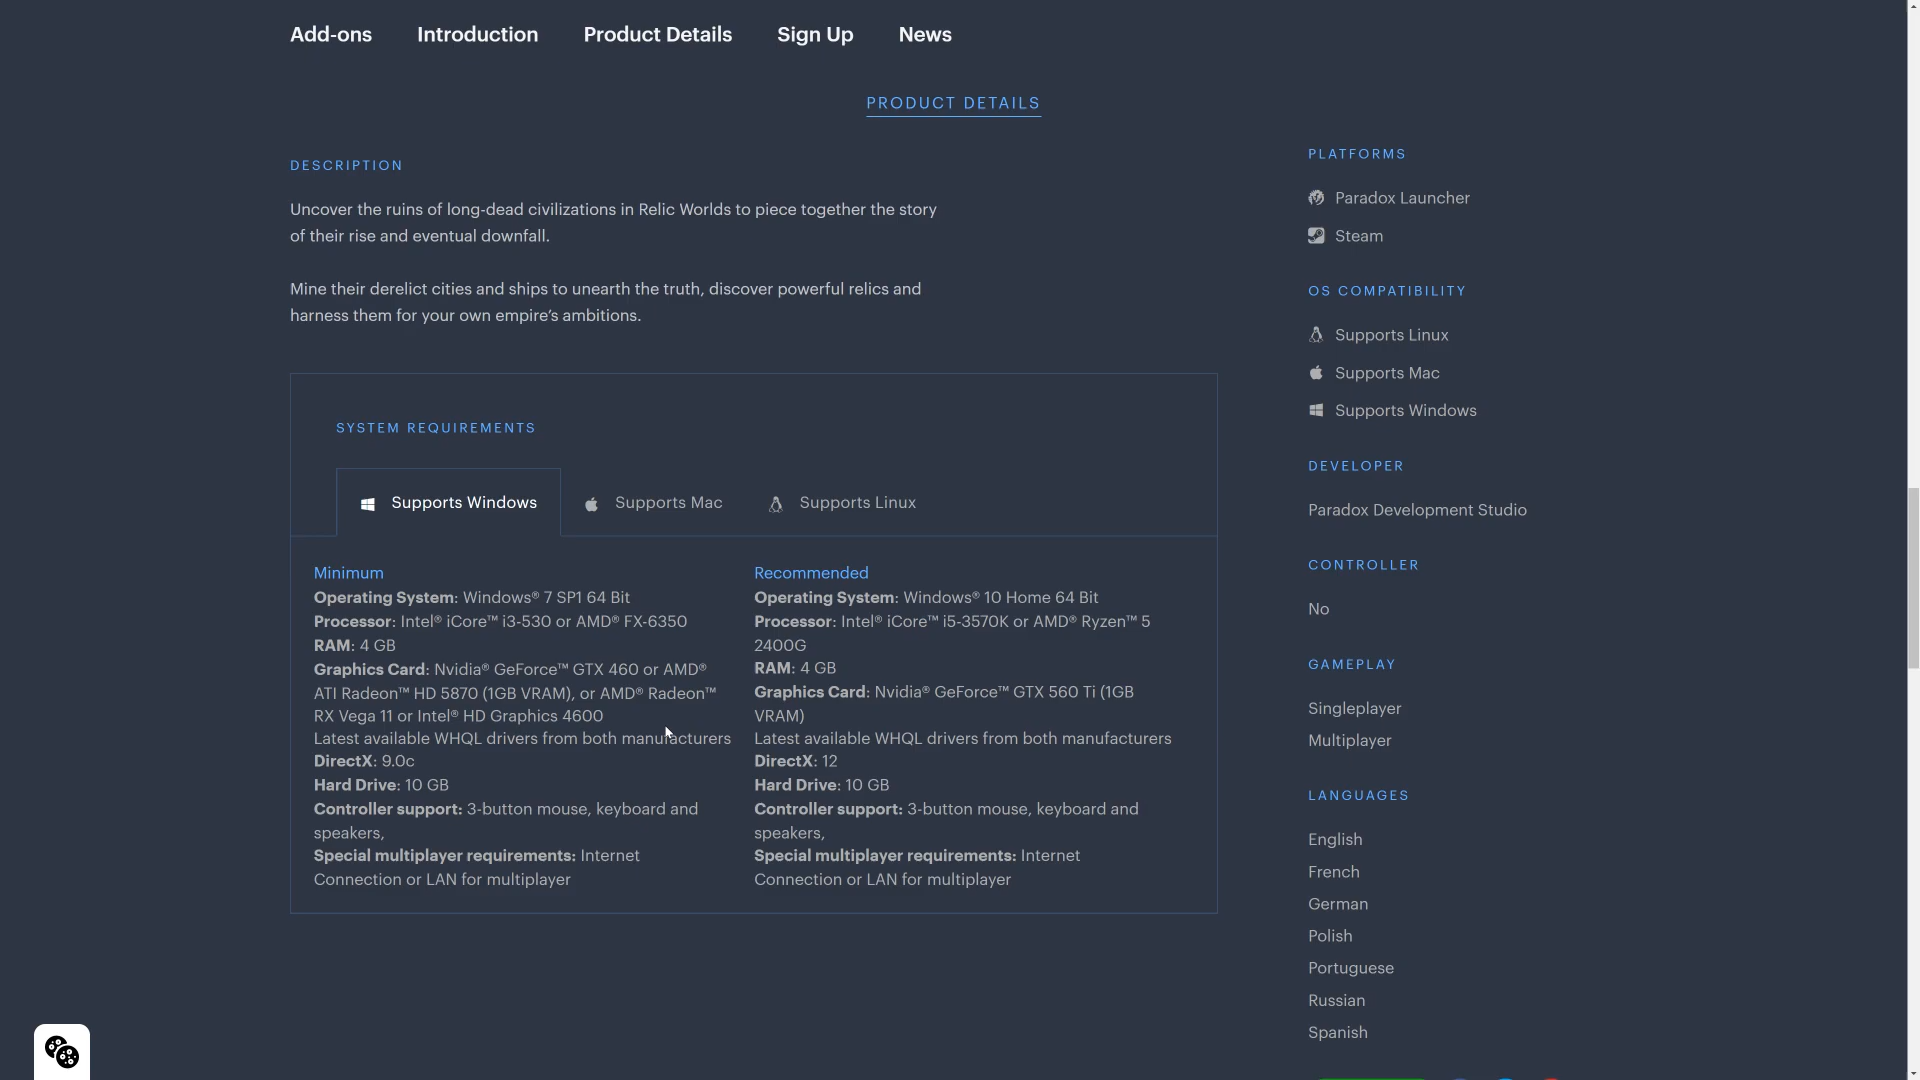 Add-ons
Introduction
Product Details
Sign Up
News
PRODUCT DETAILS
DESCRIPTION
Uncover the ruins of long-dead civilizations in Relic Worlds to piece together the story
of their rise and eventual downfall.
Mine their derelict cities and ships to unearth the truth, discover powerful relics and
harness them for your own empire’s ambitions.
SYSTEM REQUIREMENTS
Supports Windows
Supports Mac
Supports Linux
Minimum
Operating System: Windows® 7 SP1 64 Bit
Processor: Intel® iCore™ i3-530 or AMD® FX-6350
RAM: 4 GB
Graphics Card: Nvidia® GeForce™ GTX 460 or AMD®
ATI Radeon™ HD 5870 (1GB VRAM), or AMD® Radeon™
RX Vega 11 or Intel® HD Graphics 4600
Latest available WHQL drivers from both manufacturers
DirectX: 9.0c
Hard Drive: 10 GB
Controller support: 3-button mouse, keyboard and
speakers,
Special multiplayer requirements: Internet
Connection or LAN for multiplayer
Recommended
Operating System: Windows® 10 Home 64 Bit
Processor: Intel® iCore™ i5-3570K or AMD® Ryzen™ 5
2400G
RAM: 4 GB
Graphics Card: Nvidia® GeForce™ GTX 560 Ti (1GB
VRAM)
Latest available WHQL drivers from both manufacturers
DirectX: 12
Hard Drive: 10 GB
Controller support: 3-button mouse, keyboard and
speakers,
Special multiplayer requirements: Internet
Connection or LAN for multiplayer
PLATFORMS
Paradox Launcher
Steam
OS COMPATIBILITY
Supports Linux
Supports Mac
Supports Windows
DEVELOPER
Paradox Development Studio
CONTROLLER
No
GAMEPLAY
Singleplayer
Multiplayer
LANGUAGES
English
French
German
Polish
Portuguese
Russian
Spanish